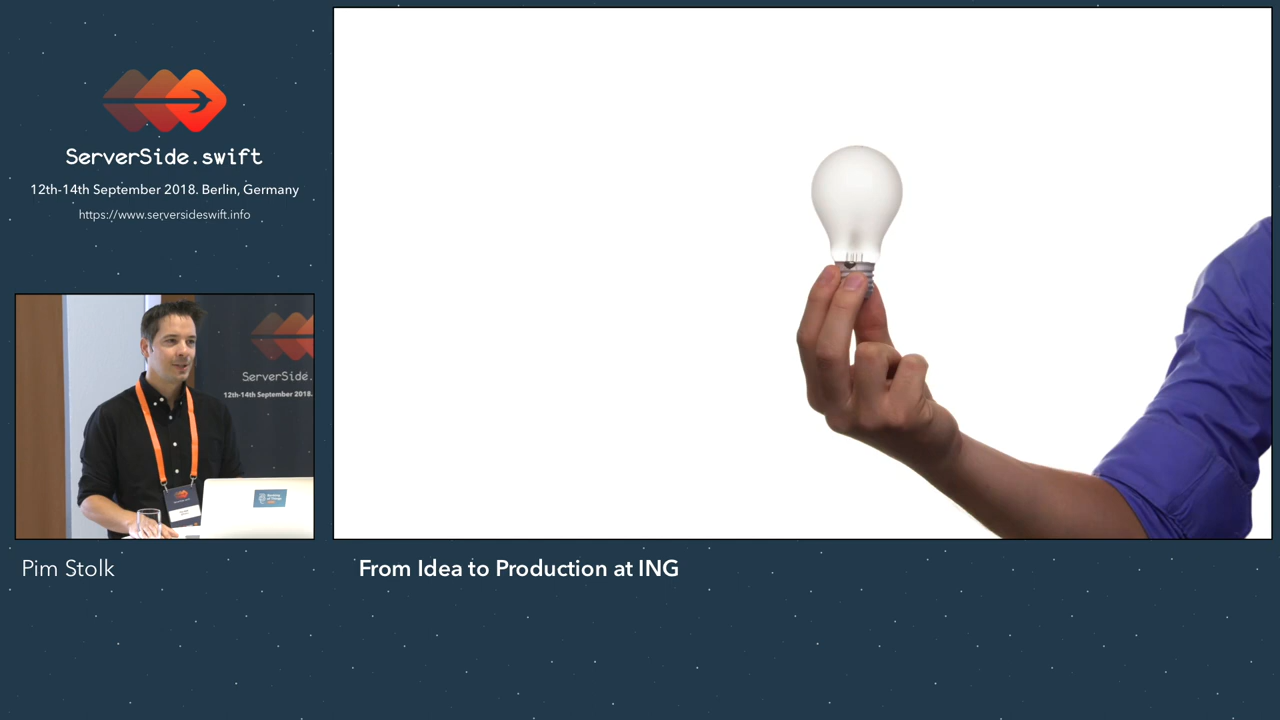 ServerSide.swift
12th-14th September 2018. Berlin, Germany
https://www.serversideswift.info
ServerSide.
12th-14th September 2018.
Pim Stolk
From Idea to Production at ING